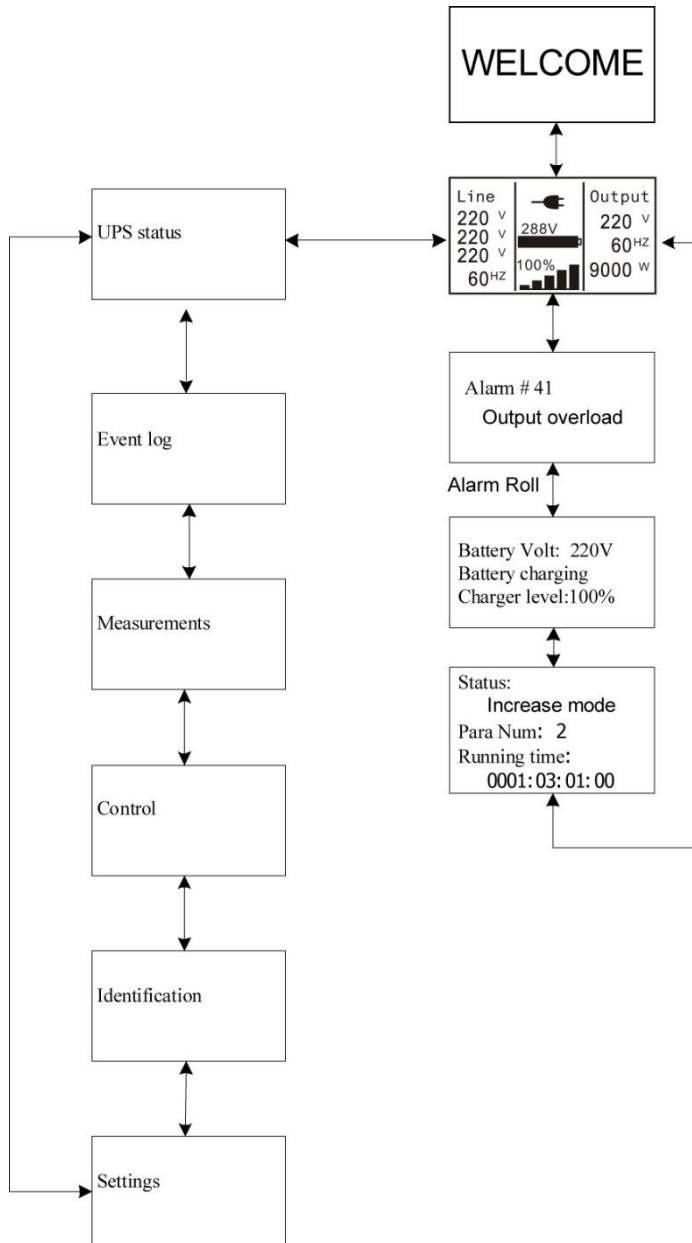 WELCOME
Line
220 V
220 V
220 V
60HZ
288V
100%
Output
220 V
60HZ
9000 W
UPS status
Alarm # 41
Output overload
Event log
Alarm Roll
Battery Volt: 220V
Battery charging
Charger level:100%
Measurements
Status:
Increase mode
Para Num: 2
Running time:
0001:03:01:00
Control
Identification
Settings